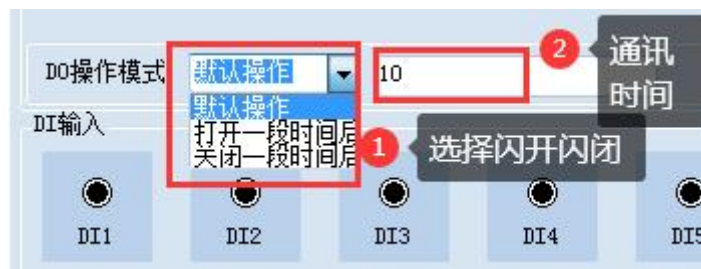 DO操作模式 默认操作 10
2 通讯时间
默认操作
打开一段时间后
关闭一段时间后
1 选择闪开闪闭
DI输入
DI1 DI2 DI3 DI4 DI5